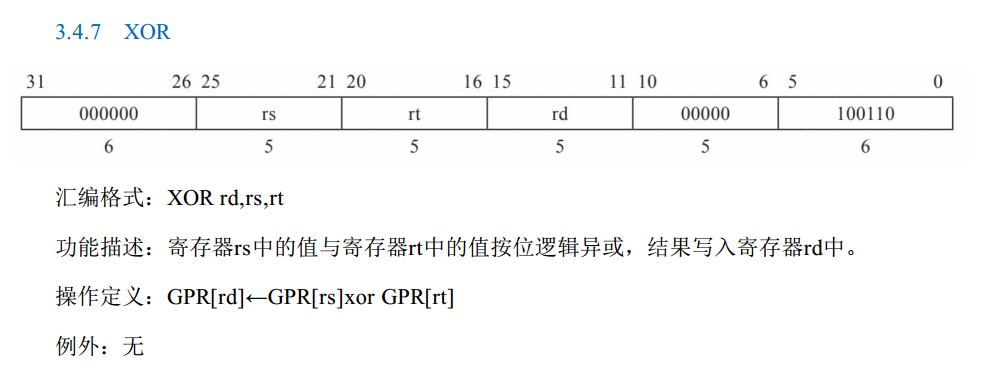 3.4.7 XOR
31 26 25 21 20 16 15 11 10 6 5 0
000000 rs rt rd 00000 100110
6 5 5 5 5 6
汇编格式：XOR rd,rs,rt
功能描述：寄存器rs中的值与寄存器rt中的值按位逻辑异或，结果写入寄存器rd中。
操作定义：GPR[rd]←GPR[rs]xor GPR[rt]
例外：无